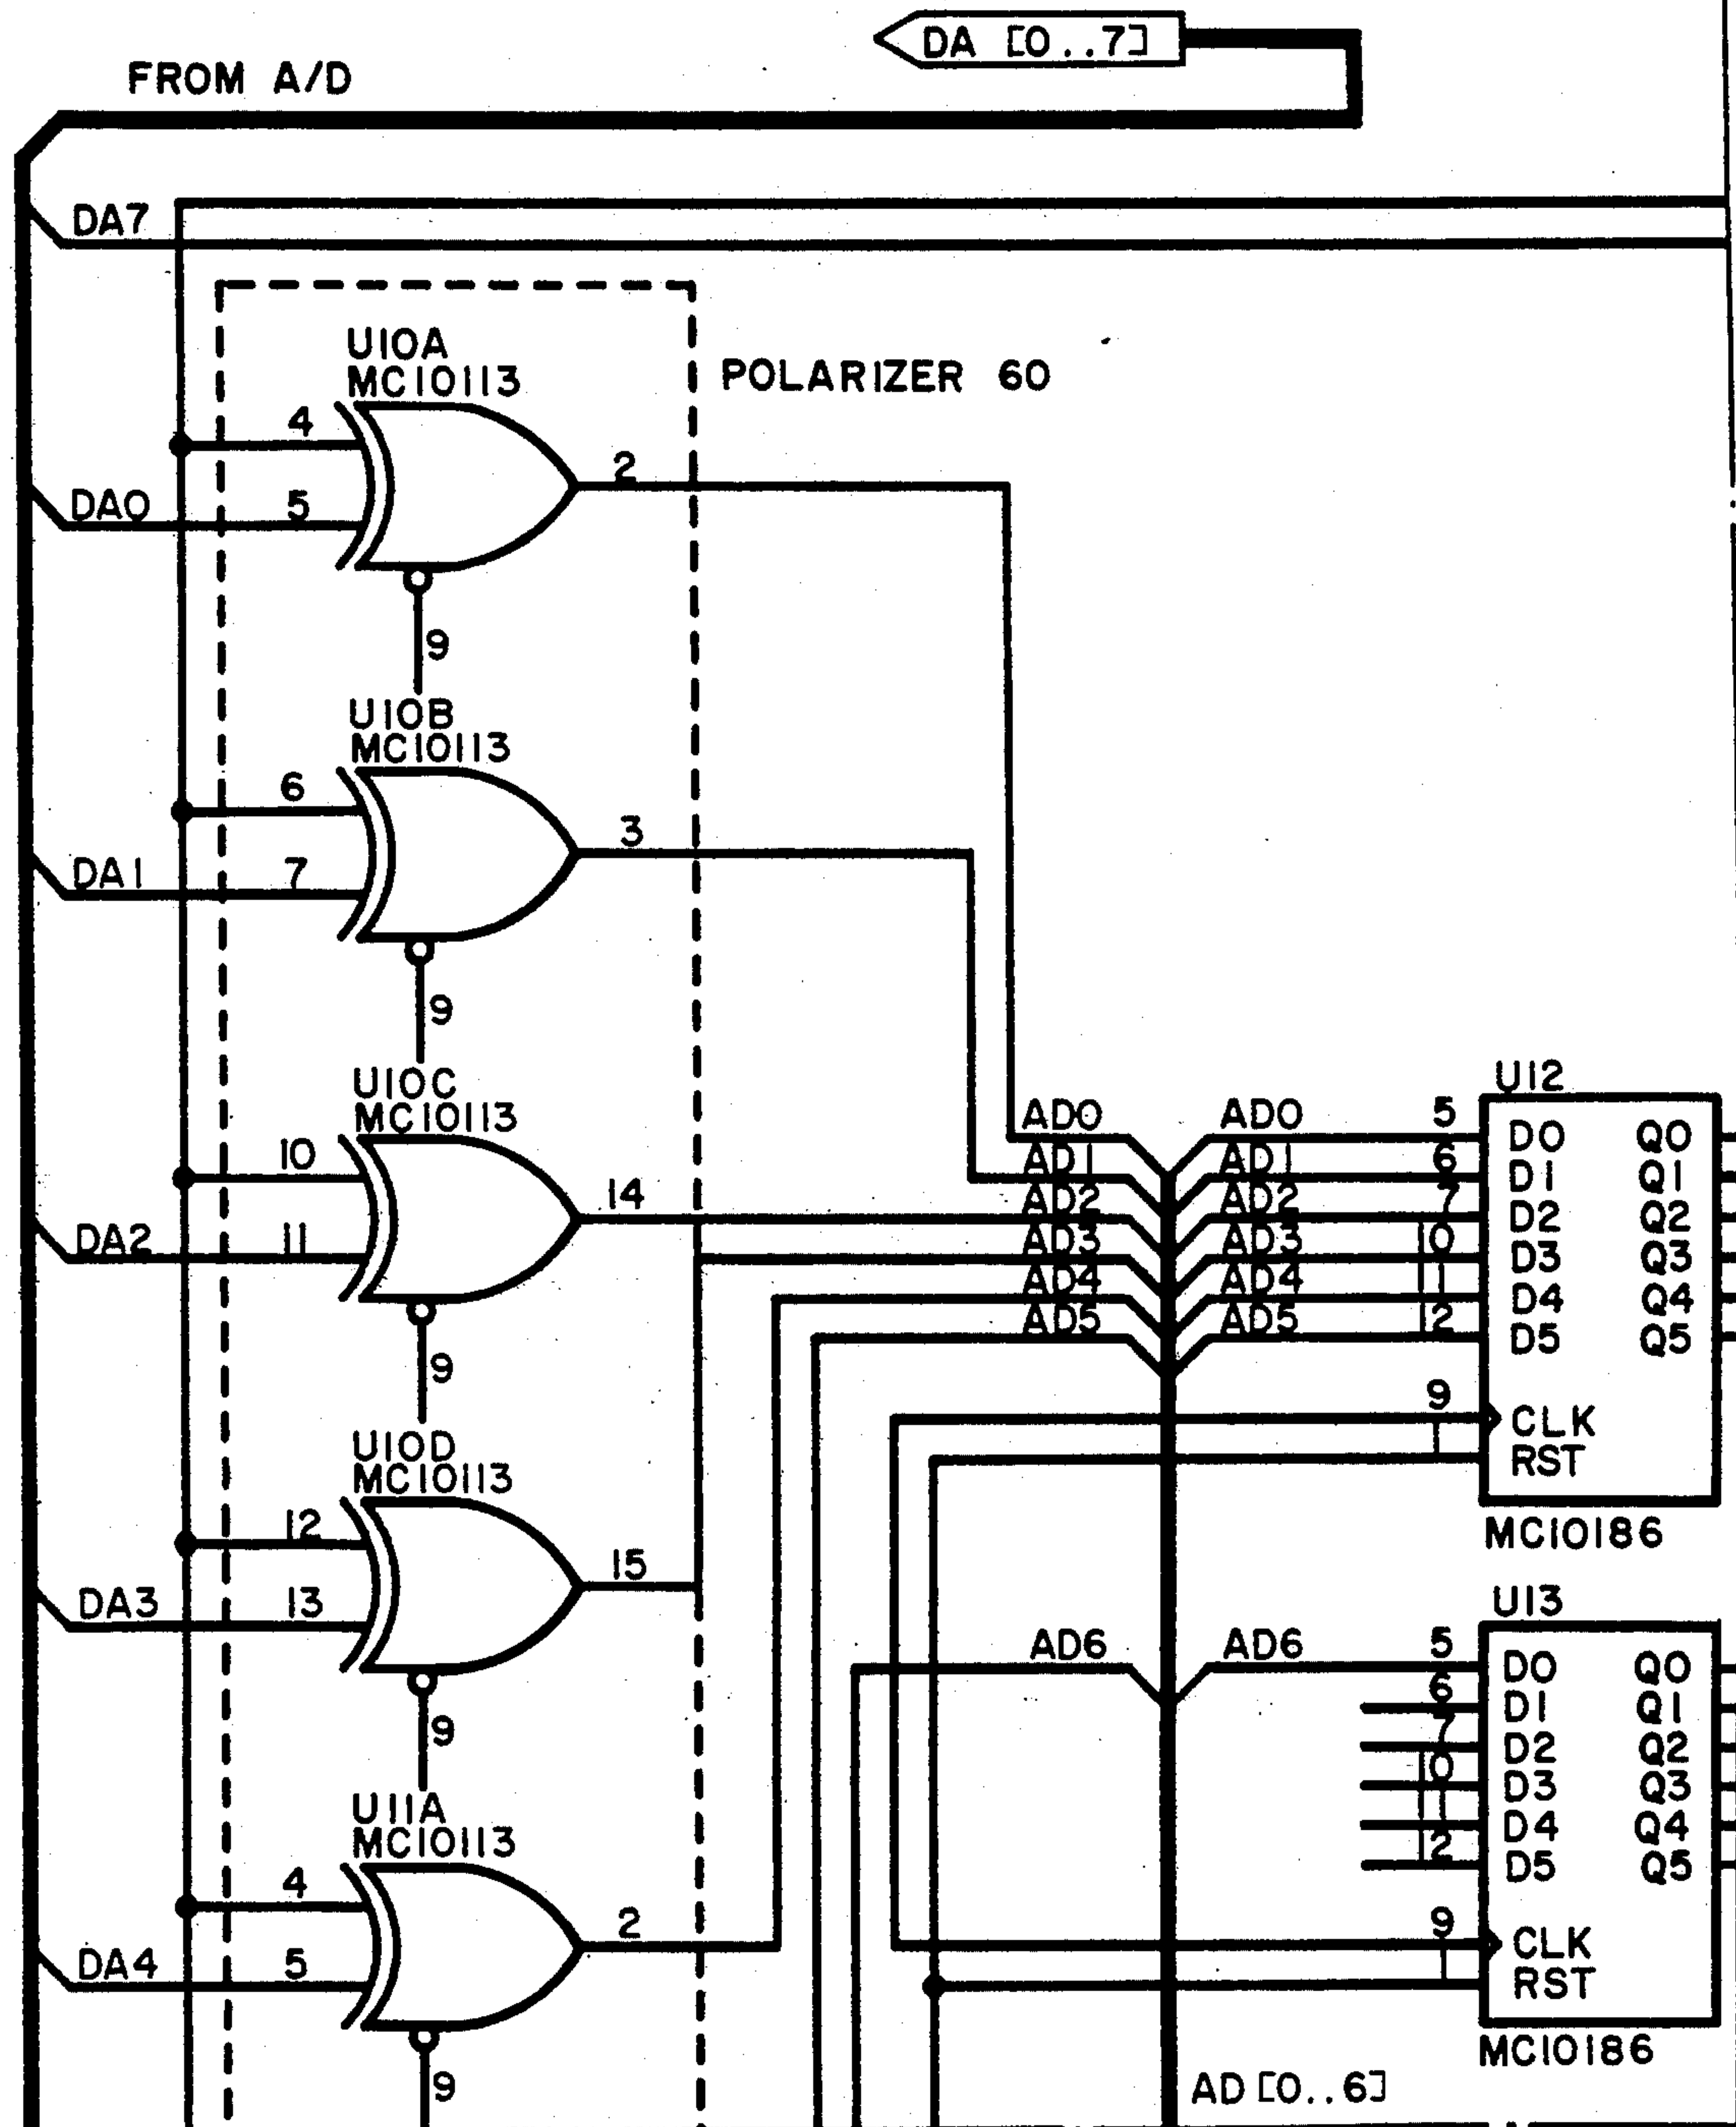 DA [0..7]
FROM A/D
DA7
U10A
MC10113
POLARIZER 60
4
2
DA0
5
9
U10B
MC10113
6
3
DA1
7
9
U10C
MC10113
10
14
DA2
11
9
U10D
MC10113
12
15
DA3
13
9
U11A
MC10113
4
2
DA4
5
9
U12
AD0 AD0 5 D0 Q0
AD1 AD1 6 D1 Q1
AD2 AD2 7 D2 Q2
AD3 AD3 10 D3 Q3
AD4 AD4 11 D4 Q4
AD5 AD5 12 D5 Q5
9 CLK
1 RST
MC10186
U13
AD6 AD6 5 D0 Q0
6 D1 Q1
7 D2 Q2
10 D3 Q3
11 D4 Q4
12 D5 Q5
9 CLK
1 RST
MC10186
AD [0..6]